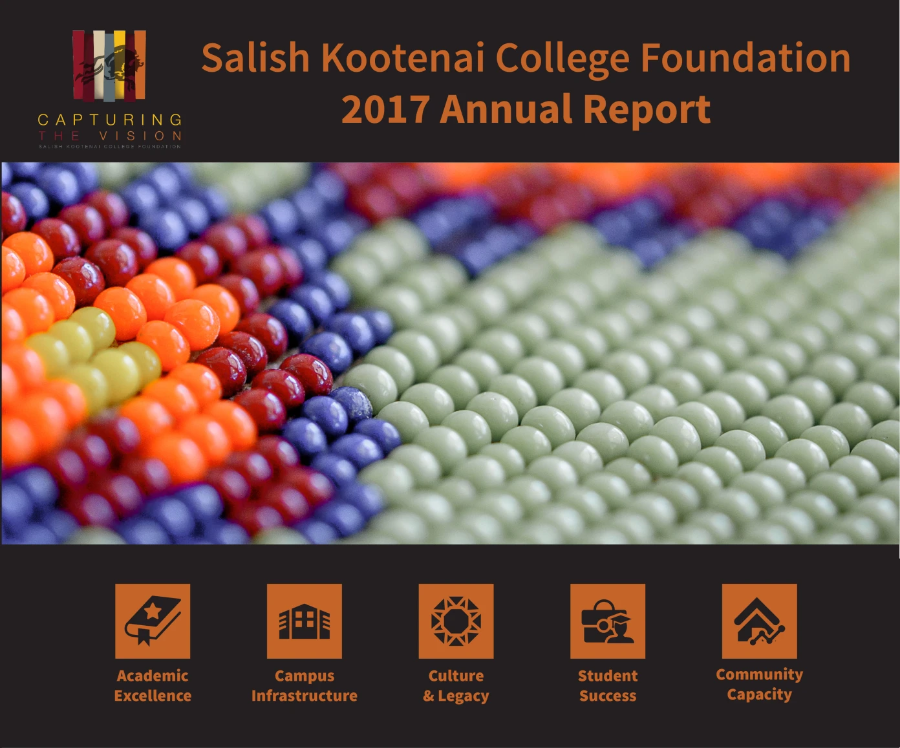 Salish Kootenai College Foundation
2017 Annual Report
CAPTURING
THE VISION
SALISH KOOTENAI COLLEGE FOUNDATION
Academic
Excellence
Campus
Infrastructure
Culture
& Legacy
Student
Success
Community
Capacity